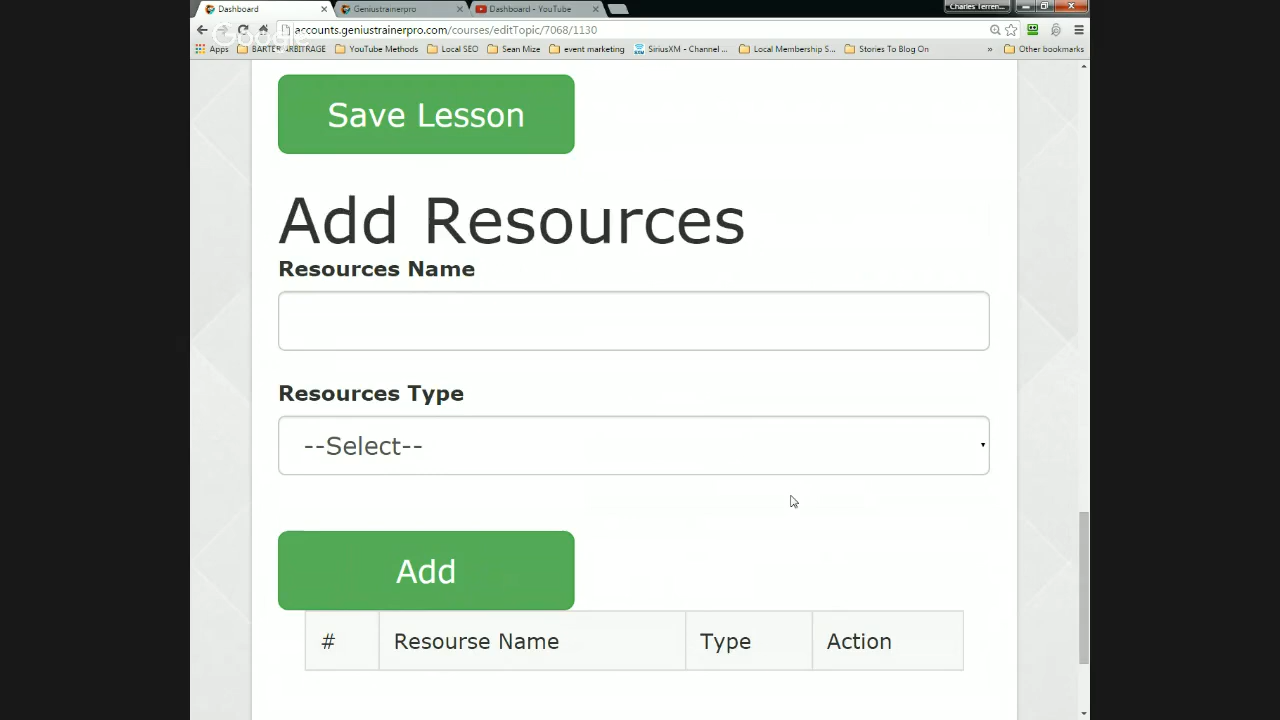 Dashboard
Geniustrainerpro
Dashboard - YouTube
Charles Terren...
accounts.geniustrainerpro.com/courses/editTopic/7068/1130
Google
Apps
BARTER ARBITRAGE
YouTube Methods
Local SEO
Sean Mize
event marketing
SiriusXM - Channel ...
Local Membership S...
Stories To Blog On
»
Other bookmarks
Save Lesson
Add Resources
Resources Name
Resources Type
--Select--
Add
# Resourse Name Type Action